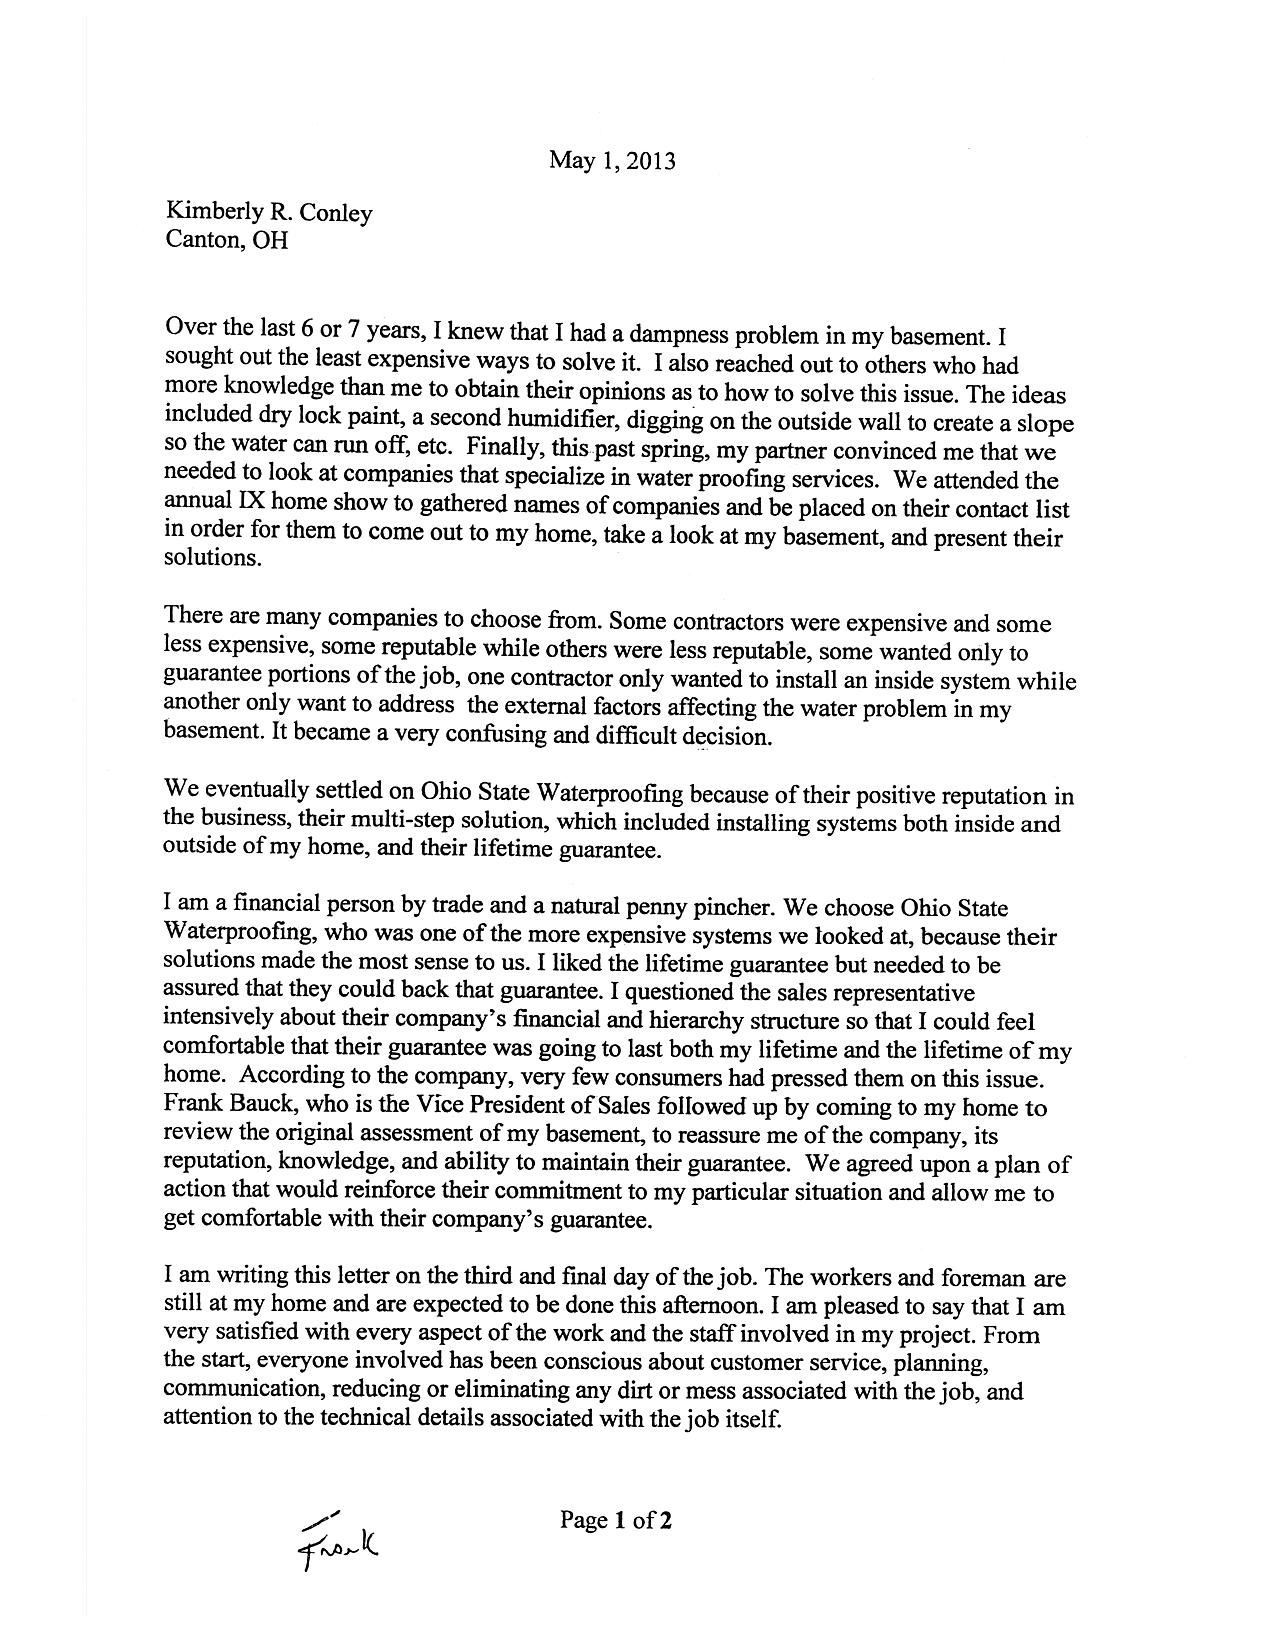 May 1, 2013
Kimberly R. Conley
Canton, OH
Over the last 6 or 7 years, I knew that I had a dampness problem in my basement. I
sought out the least expensive ways to solve it.  I also reached out to others who had
more knowledge than me to obtain their opinions as to how to solve this issue. The ideas
included dry lock paint, a second humidifier, digging on the outside wall to create a slope
so the water can run off, etc.  Finally, this past spring, my partner convinced me that we
needed to look at companies that specialize in water proofing services.  We attended the
annual IX home show to gathered names of companies and be placed on their contact list
in order for them to come out to my home, take a look at my basement, and present their
solutions.
There are many companies to choose from. Some contractors were expensive and some
less expensive, some reputable while others were less reputable, some wanted only to
guarantee portions of the job, one contractor only wanted to install an inside system while
another only want to address  the external factors affecting the water problem in my
basement. It became a very confusing and difficult decision.
We eventually settled on Ohio State Waterproofing because of their positive reputation in
the business, their multi-step solution, which included installing systems both inside and
outside of my home, and their lifetime guarantee.
I am a financial person by trade and a natural penny pincher. We choose Ohio State
Waterproofing, who was one of the more expensive systems we looked at, because their
solutions made the most sense to us. I liked the lifetime guarantee but needed to be
assured that they could back that guarantee. I questioned the sales representative
intensively about their company's financial and hierarchy structure so that I could feel
comfortable that their guarantee was going to last both my lifetime and the lifetime of my
home.  According to the company, very few consumers had pressed them on this issue.
Frank Bauck, who is the Vice President of Sales followed up by coming to my home to
review the original assessment of my basement, to reassure me of the company, its
reputation, knowledge, and ability to maintain their guarantee.  We agreed upon a plan of
action that would reinforce their commitment to my particular situation and allow me to
get comfortable with their company's guarantee.
I am writing this letter on the third and final day of the job. The workers and foreman are
still at my home and are expected to be done this afternoon. I am pleased to say that I am
very satisfied with every aspect of the work and the staff involved in my project. From
the start, everyone involved has been conscious about customer service, planning,
communication, reducing or eliminating any dirt or mess associated with the job, and
attention to the technical details associated with the job itself.
Page 1 of 2
Frank